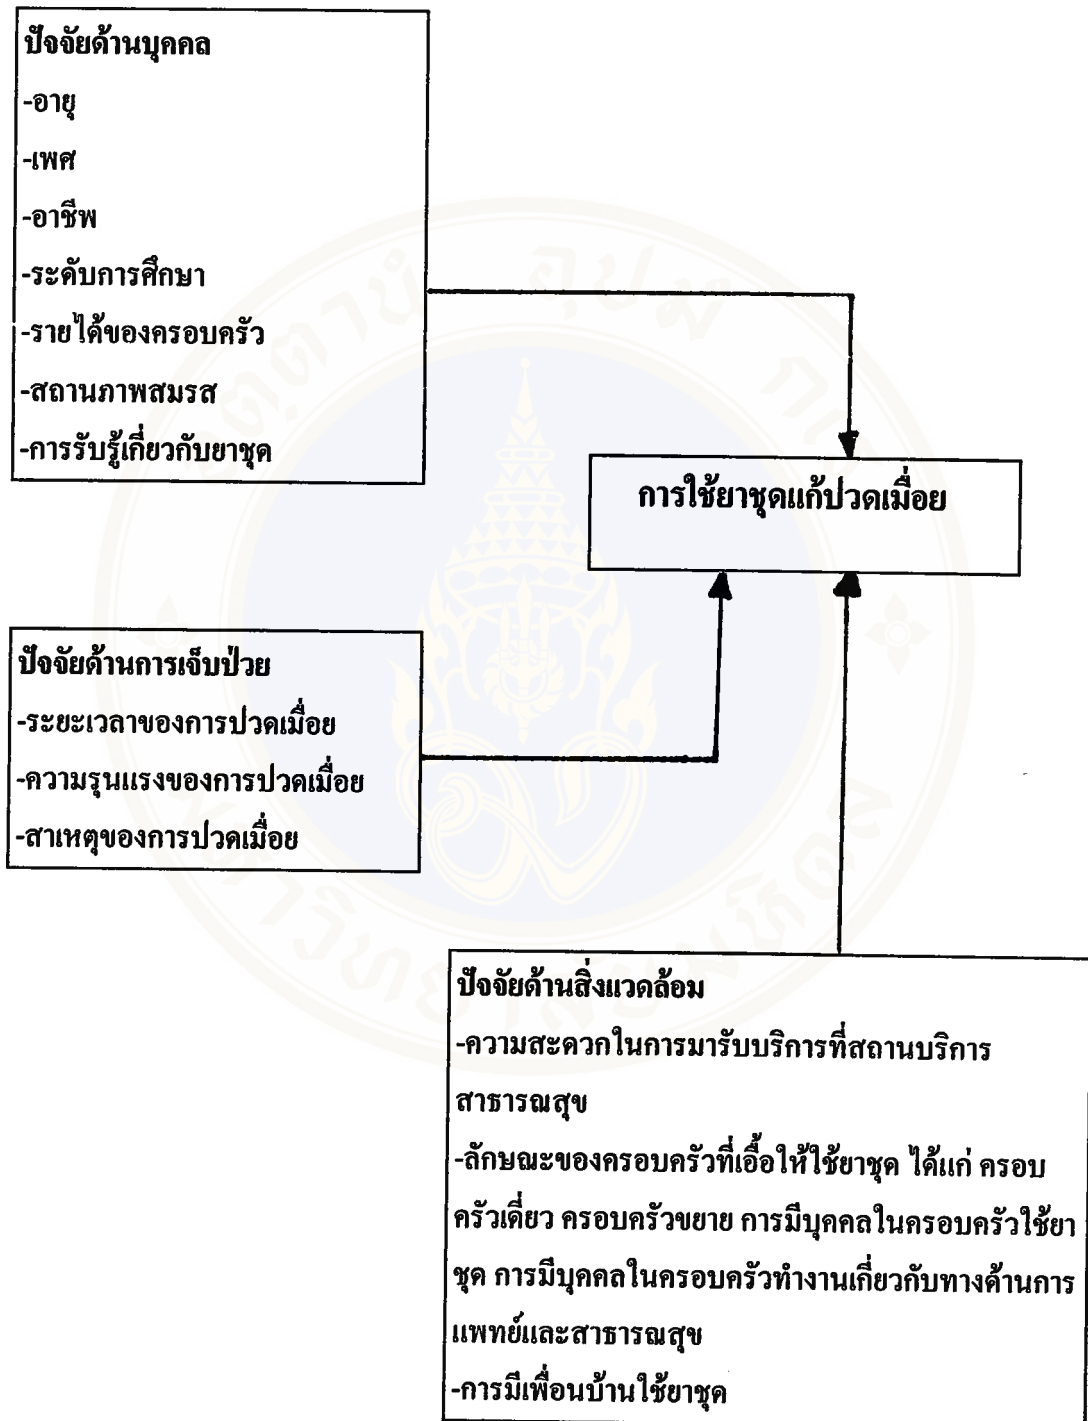 ปัจจัยด้านบุคคล
-อายุ
-เพศ
-อาชีพ
-ระดับการศึกษา
-รายได้ของครอบครัว
-สถานภาพสมรส
-การรับรู้เกี่ยวกับยาชุด
การใช้ยาชุดแก้ปวดเมื่อย
ปัจจัยด้านการเจ็บป่วย
-ระยะเวลาของการปวดเมื่อย
-ความรุนแรงของการปวดเมื่อย
-สาเหตุของการปวดเมื่อย
ปัจจัยด้านสิ่งแวดล้อม
-ความสะดวกในการมารับบริการที่สถานบริการ
สาธารณสุข
-ลักษณะของครอบครัวที่เอื้อให้ใช้ยาชุด ได้แก่ ครอบ
ครัวเดี่ยว ครอบครัวขยาย การมีบุคคลในครอบครัวใช้ยา
ชุด การมีบุคคลในครอบครัวทำงานเกี่ยวกับทางด้านการ
แพทย์และสาธารณสุข
-การมีเพื่อนบ้านใช้ยาชุด